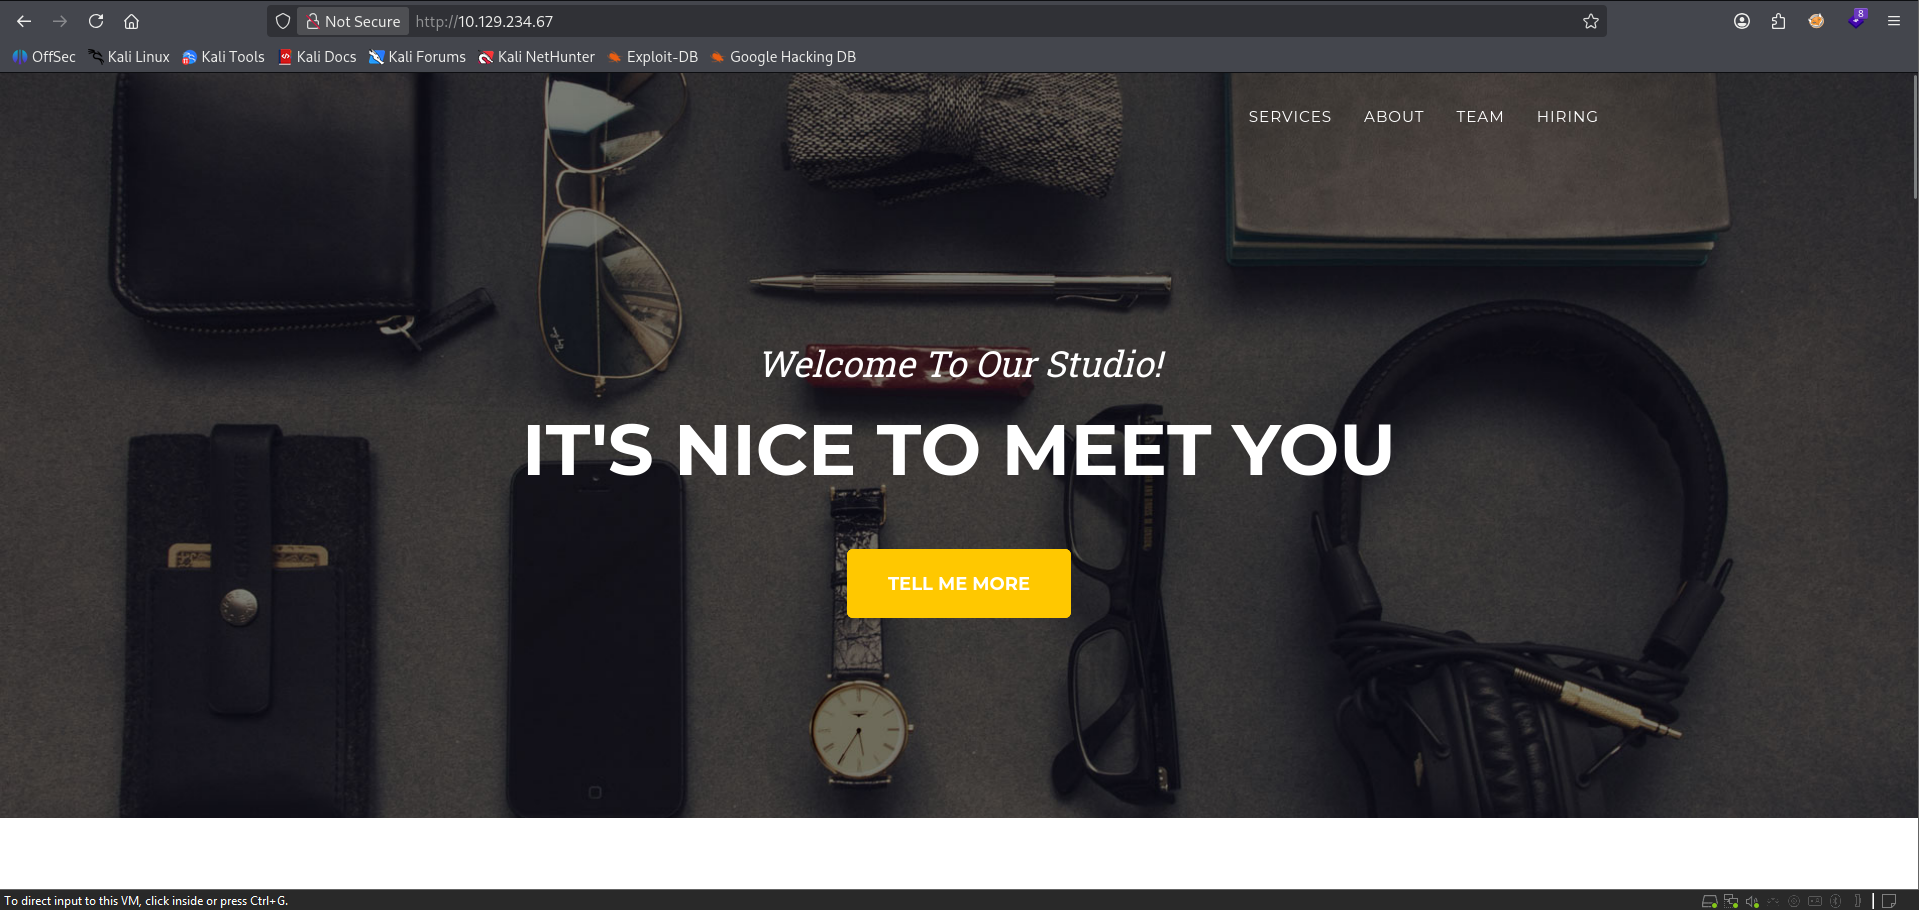 Not Secure http://10.129.234.67
8
OffSec Kali Linux Kali Tools Kali Docs Kali Forums Kali NetHunter Exploit-DB Google Hacking DB
SERVICES ABOUT TEAM HIRING
Welcome To Our Studio!
IT'S NICE TO MEET YOU
TELL ME MORE
To direct input to this VM, click inside or press Ctrl+G.